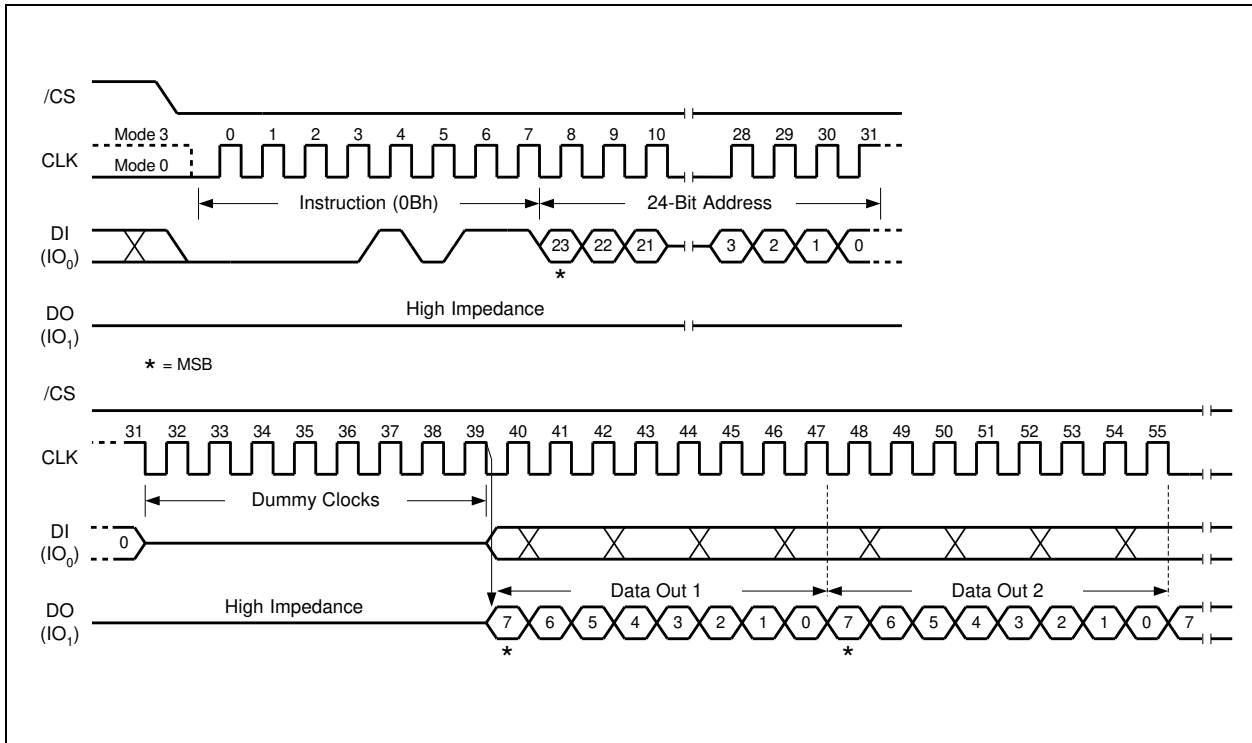 /CS
Mode 3
0 1 2 3 4 5 6 7 8 9 10 28 29 30 31
CLK
Mode 0
Instruction (0Bh) 24-Bit Address
DI
(IO0)
23 22 21 3 2 1 0
*
High Impedance
DO
(IO1)
* = MSB
/CS
31 32 33 34 35 36 37 38 39 40 41 42 43 44 45 46 47 48 49 50 51 52 53 54 55
CLK
Dummy Clocks
DI
(IO0)
0
Data Out 1 Data Out 2
High Impedance
DO
(IO1)
7 6 5 4 3 2 1 0 7 6 5 4 3 2 1 0 7
* *